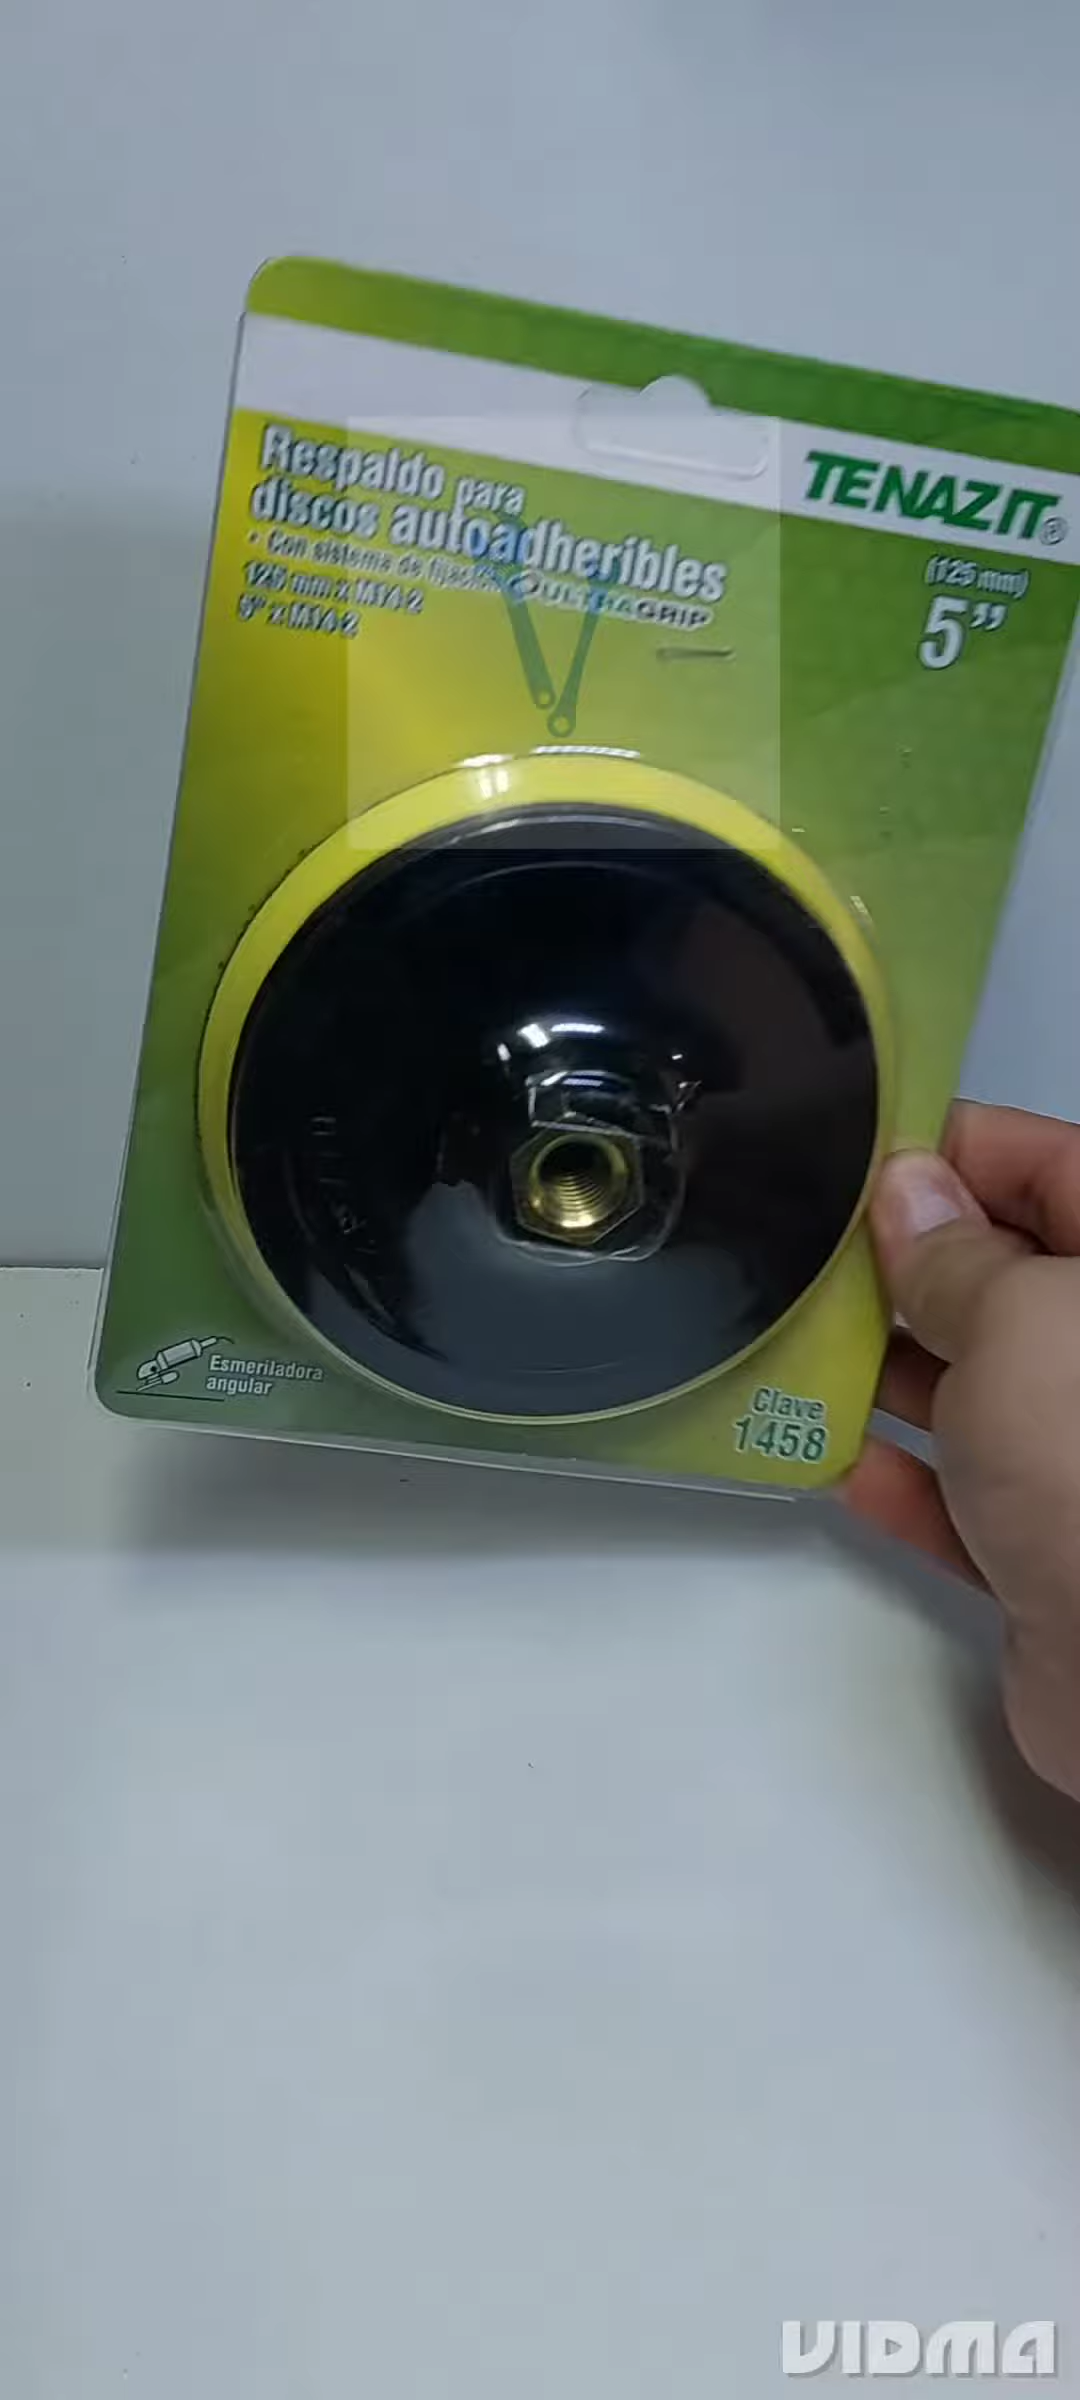 TENAZIT®
Respaldo para
discos autoadheribles
• Con sistema de fijación ULTRAGRIP
125 mm x M14-2
5" x M14-2
(125 mm)
5”
Esmeriladora
angular
Clave
1458
VIDMA